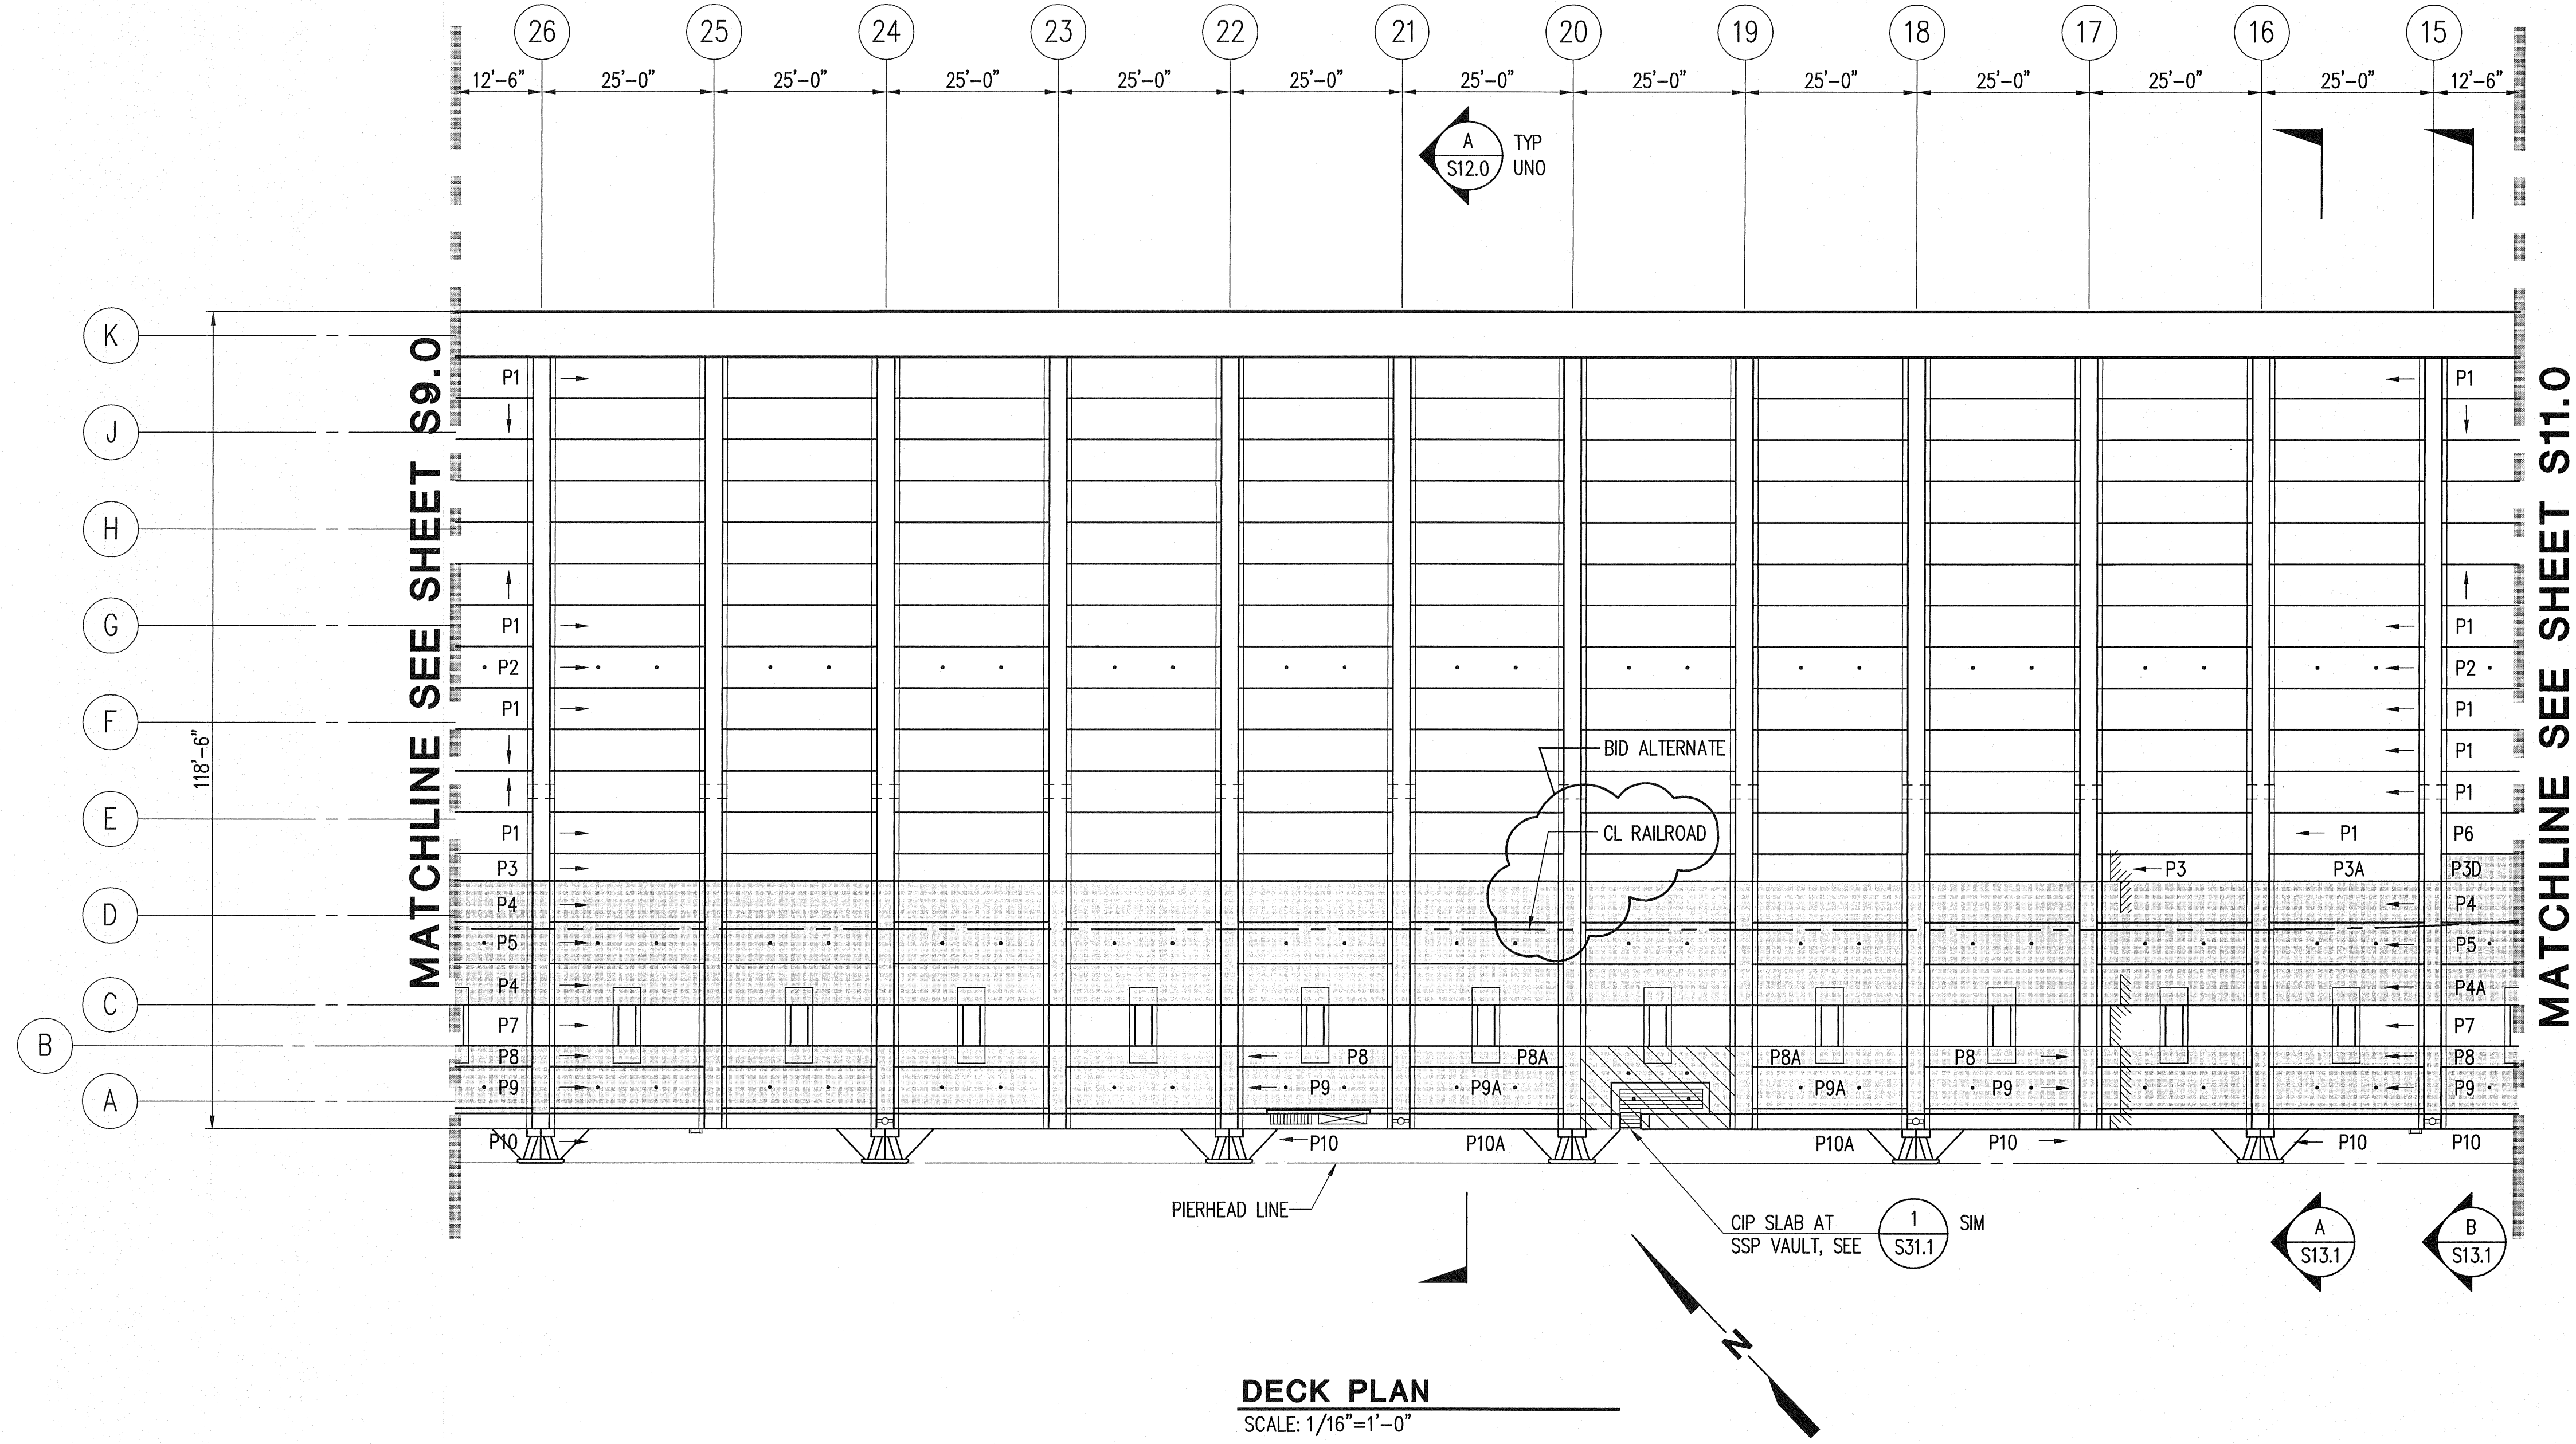 26 25 24 23 22 21 20 19 18 17 16 15
12'-6" 25'-0" 25'-0" 25'-0" 25'-0" 25'-0" 25'-0" 25'-0" 25'-0" 25'-0" 25'-0" 25'-0" 12'-6"
A
S12.0
TYP
UNO
K
J
H
G
F
E
D
C
B
A
118'-6"
MATCHLINE SEE SHEET S9.0
MATCHLINE SEE SHEET S11.0
P1 P1
P1 P1
P2 P2
P1 P1
BID ALTERNATE P1
P1
P1 CL RAILROAD P1 P6
P3 P3 P3A P3D
P4 P4
P5 P5
P4 P4A
P7 P7
P8 P8 P8A P8A P8 P8
P9 P9 P9A P9A P9 P9
P10 P10 P10A P10A P10 P10 P10
PIERHEAD LINE
CIP SLAB AT
SSP VAULT, SEE
1
S31.1
SIM
A
S13.1
B
S13.1
N
DECK PLAN
SCALE: 1/16"=1'-0"